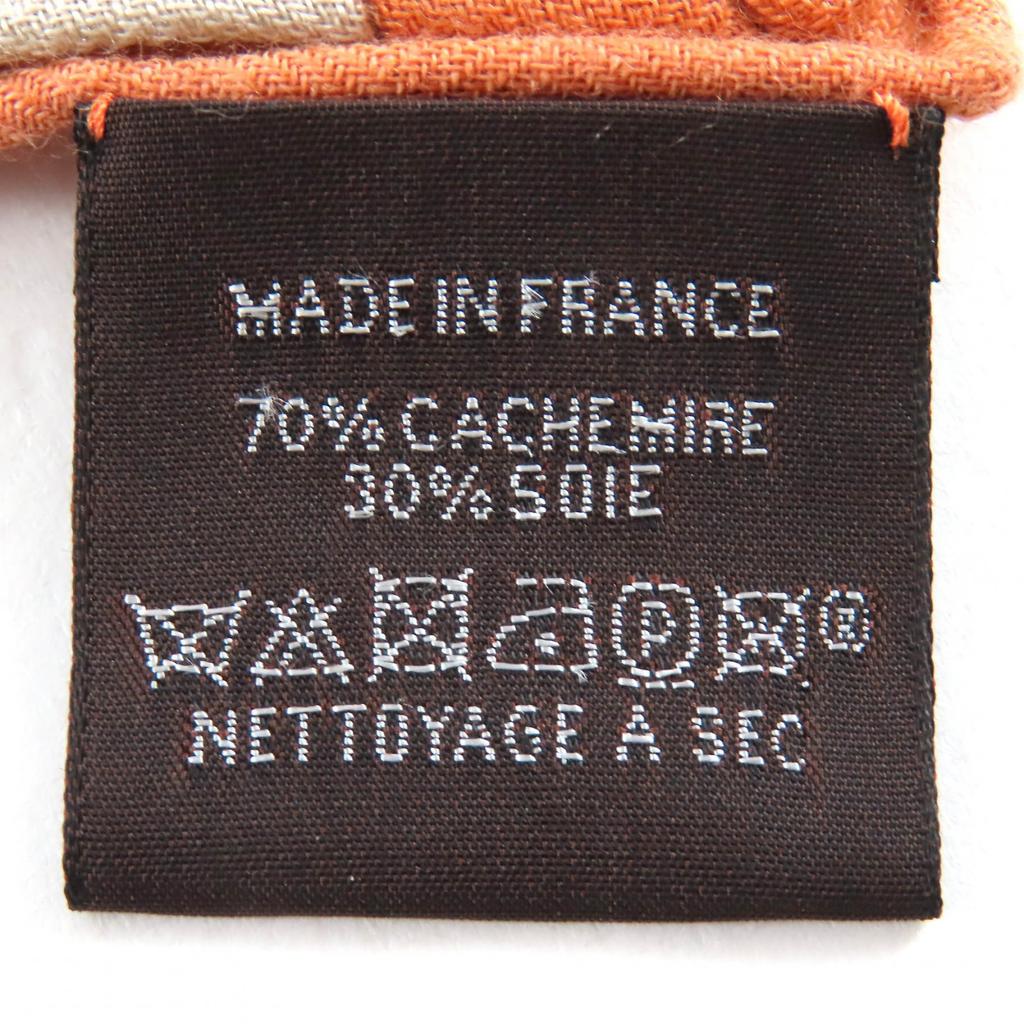 MADE IN FRANCE
70% CACHEMIRE
30% SOIE
P ®
NETTOYAGE A SEC